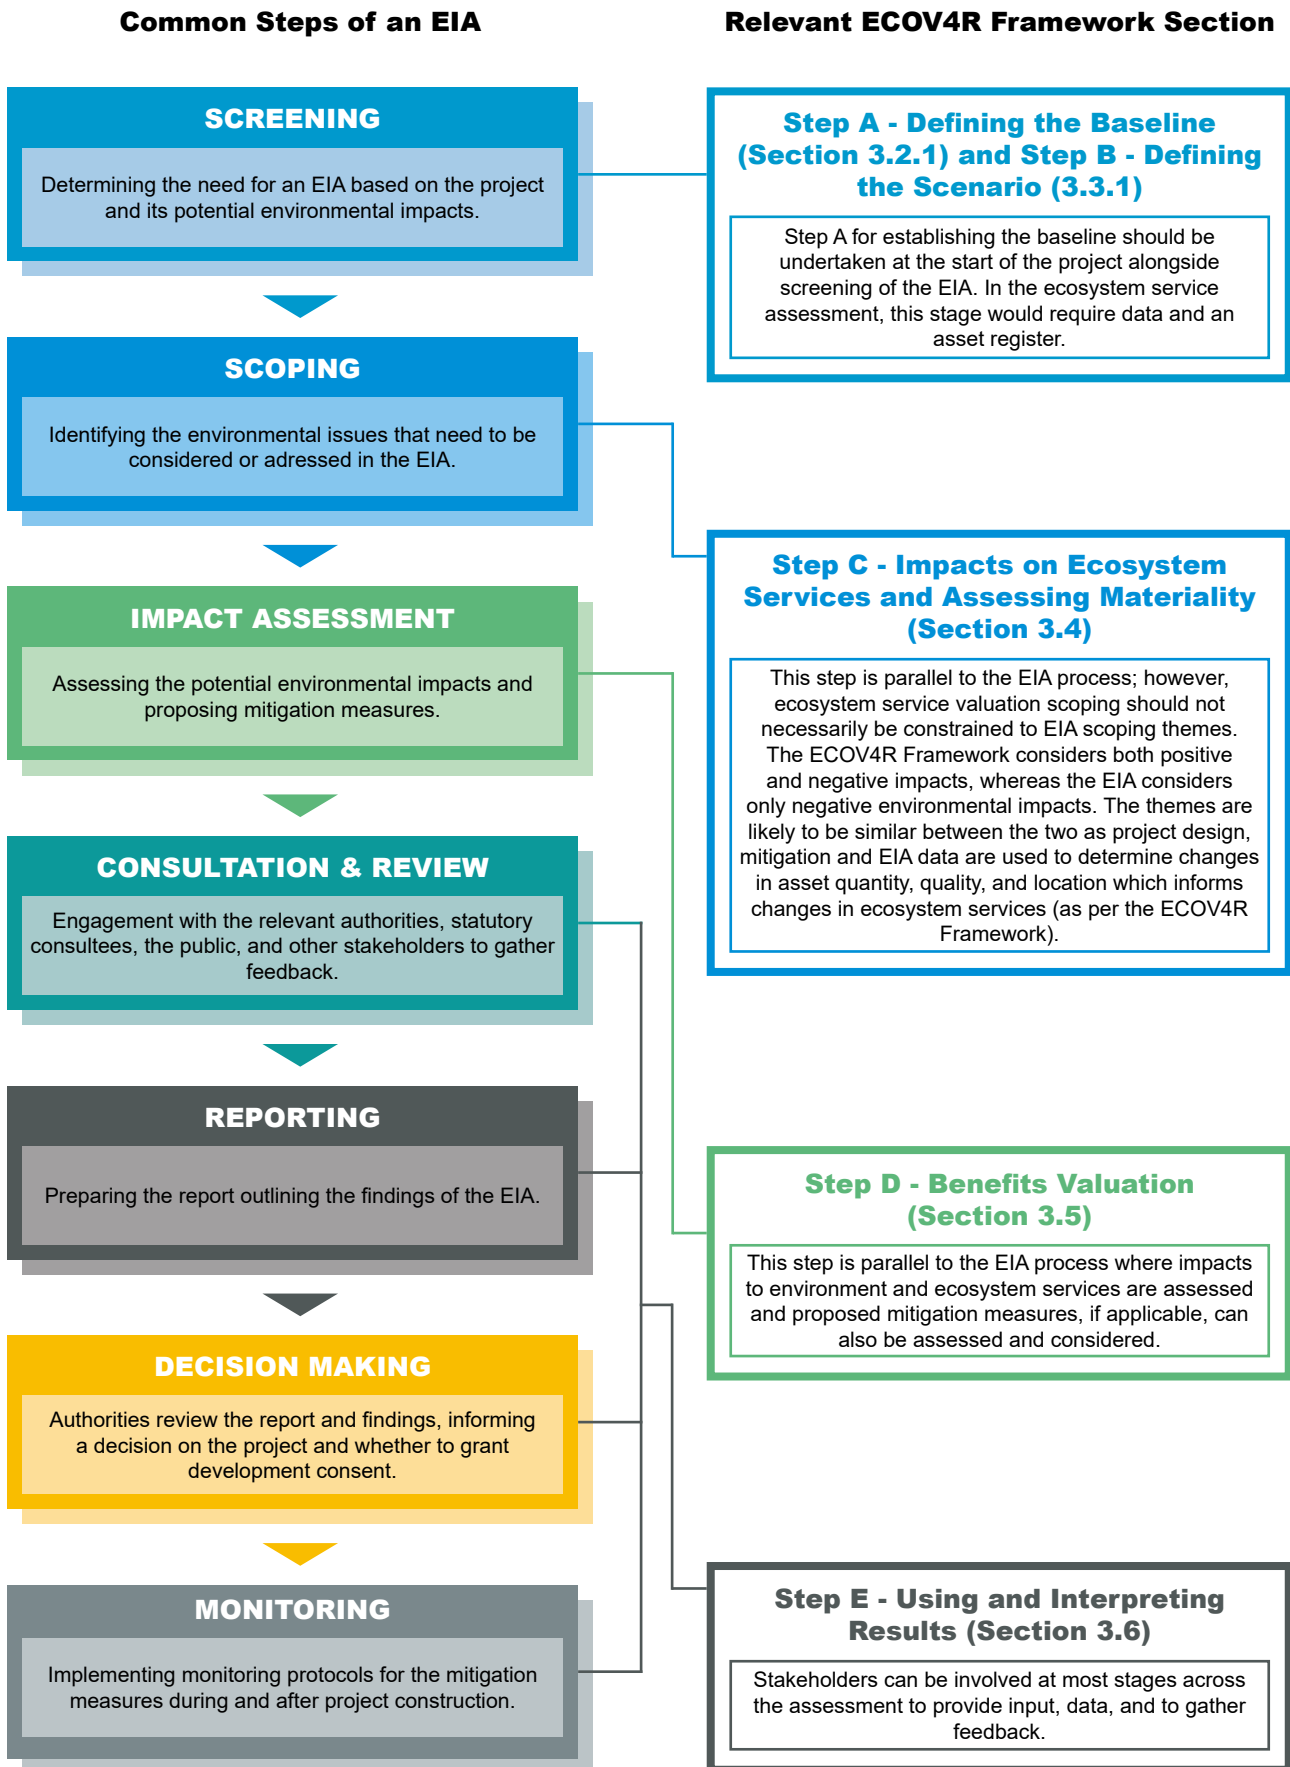 Common Steps of an EIA
Relevant ECOV4R Framework Section
SCREENING
Determining the need for an EIA based on the project
and its potential environmental impacts.
Step A - Defining the Baseline
(Section 3.2.1) and Step B - Defining
the Scenario (3.3.1)
Step A for establishing the baseline should be
undertaken at the start of the project alongside
screening of the EIA. In the ecosystem service
assessment, this stage would require data and an
asset register.
SCOPING
Identifying the environmental issues that need to be
considered or adressed in the EIA.
Step C - Impacts on Ecosystem
Services and Assessing Materiality
(Section 3.4)
This step is parallel to the EIA process; however,
ecosystem service valuation scoping should not
necessarily be constrained to EIA scoping themes.
The ECOV4R Framework considers both positive
and negative impacts, whereas the EIA considers
only negative environmental impacts. The themes are
likely to be similar between the two as project design,
mitigation and EIA data are used to determine changes
in asset quantity, quality, and location which informs
changes in ecosystem services (as per the ECOV4R
Framework).
IMPACT ASSESSMENT
Assessing the potential environmental impacts and
proposing mitigation measures.
CONSULTATION & REVIEW
Engagement with the relevant authorities, statutory
consultees, the public, and other stakeholders to gather
feedback.
REPORTING
Preparing the report outlining the findings of the EIA.
Step D - Benefits Valuation
(Section 3.5)
This step is parallel to the EIA process where impacts
to environment and ecosystem services are assessed
and proposed mitigation measures, if applicable, can
also be assessed and considered.
DECISION MAKING
Authorities review the report and findings, informing
a decision on the project and whether to grant
development consent.
MONITORING
Implementing monitoring protocols for the mitigation
measures during and after project construction.
Step E - Using and Interpreting
Results (Section 3.6)
Stakeholders can be involved at most stages across
the assessment to provide input, data, and to gather
feedback.